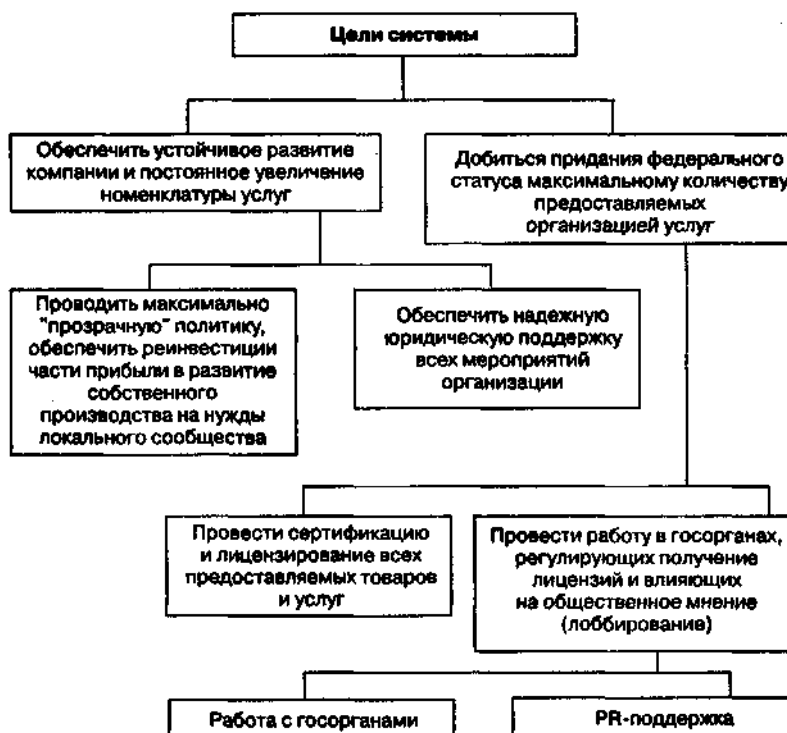 Цели системы
Обеспечить устойчивое развитие
компании и постоянное увеличение
номенклатуры услуг
Добиться придания федерального
статуса максимальному количеству
предоставляемых
организацией услуг
Проводить максимально
"прозрачную" политику,
обеспечить реинвестиции
части прибыли в развитие
собственного
производства на нужды
локального сообщества
Обеспечить надежную
юридическую поддержку
всех мероприятий
организации
Провести сертификацию
и лицензирование всех
предоставляемых товаров
и услуг
Провести работу в госорганах,
регулирующих получение
лицензий и влияющих
на общественное мнение
(лоббирование)
Работа с госорганами
PR-поддержка